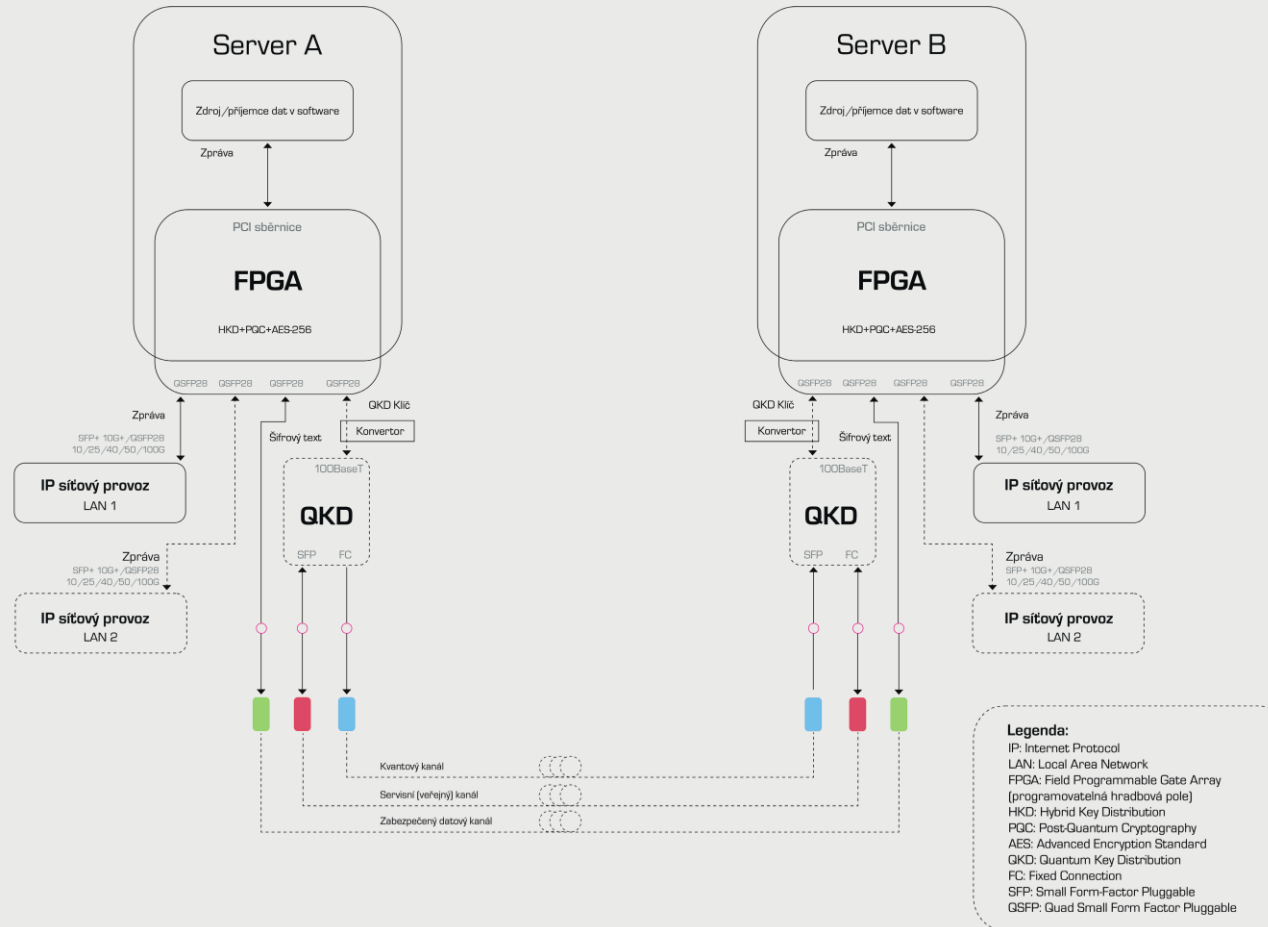 Server A
Zdroj/příjemce dat v software
Zpráva
PCI sběrnice
FPGA
HKD+PQC+AES-256
QSFP28 QSFP28 QSFP28 QSFP28
Zpráva
SFP+ 10G+/QSFP28
10/25/40/50/100G
IP síťový provoz
LAN 1
Zpráva
SFP+ 10G+/QSFP28
10/25/40/50/100G
IP síťový provoz
LAN 2
Šifrový text
QKD Klíč
Konvertor
100BaseT
QKD
SFP FC
Server B
Zdroj/příjemce dat v software
Zpráva
PCI sběrnice
FPGA
HKD+PQC+AES-256
QSFP28 QSFP28 QSFP28 QSFP28
QKD Klíč
Konvertor
Šifrový text
100BaseT
QKD
SFP FC
Zpráva
SFP+ 10G+/QSFP28
10/25/40/50/100G
IP síťový provoz
LAN 1
Zpráva
SFP+ 10G+/QSFP28
10/25/40/50/100G
IP síťový provoz
LAN 2
Kvantový kanál
Servisní (veřejný) kanál
Zabezpečený datový kanál
Legenda:
IP: Internet Protocol
LAN: Local Area Network
FPGA: Field Programmable Gate Array
(programovatelná hradbová pole)
HKD: Hybrid Key Distribution
PQC: Post-Quantum Cryptography
AES: Advanced Encryption Standard
QKD: Quantum Key Distribution
FC: Fixed Connection
SFP: Small Form-Factor Pluggable
QSFP: Quad Small Form Factor Pluggable